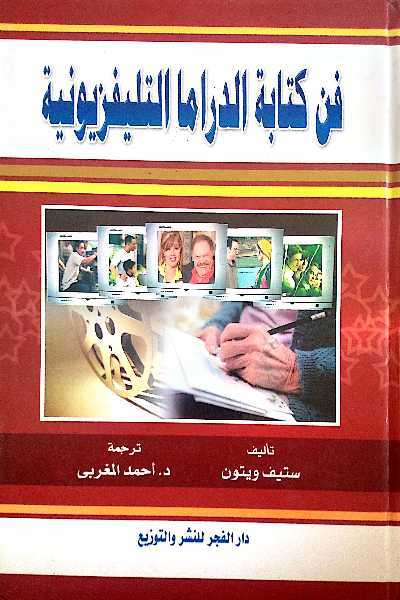 فن كتابة الدراما التليفزيونية
تأليف
ستيف ويتون
ترجمة
د. أحمد المغربى
دار الفجر للنشر والتوزيع